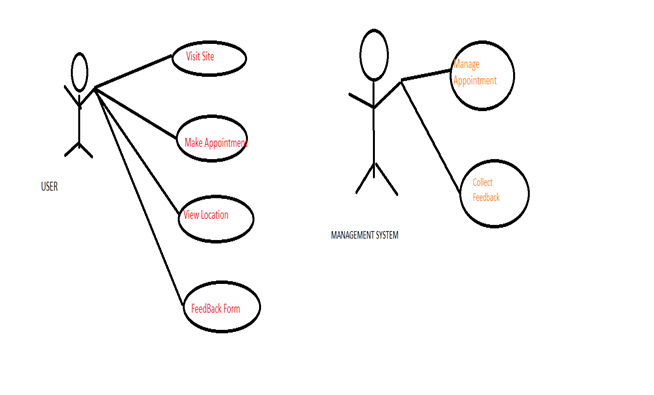 Visit Site
Make Appointment
View Location
FeedBack Form
USER
Manage
Appointment
Collect
Feedback
MANAGEMENT SYSTEM